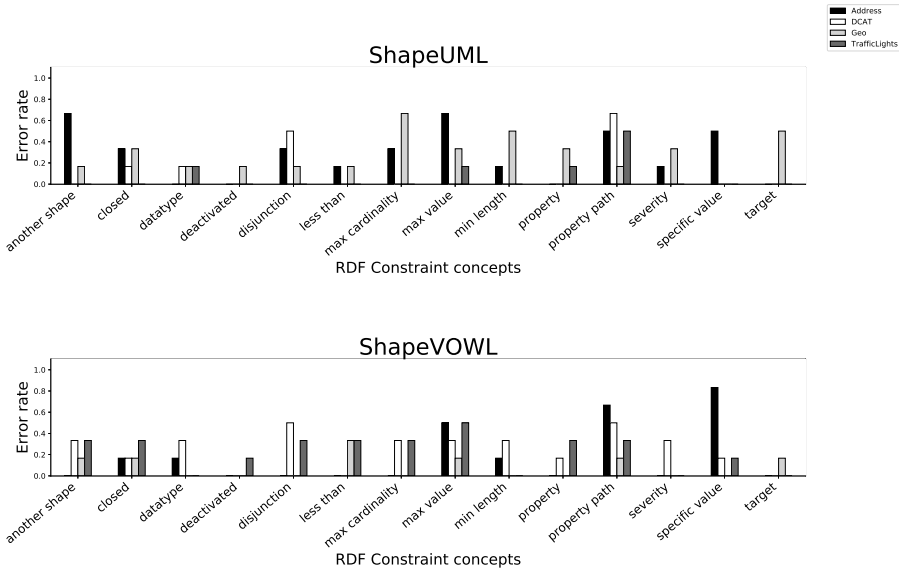 Address
DCAT
Geo
TrafficLights
ShapeUML
Error rate
1.0
0.8
0.6
0.4
0.2
0.0
another shape
closed
datatype
deactivated
disjunction
less than
max cardinality
max value
min length
property
property path
severity
specific value
target
RDF Constraint concepts
ShapeVOWL
Error rate
1.0
0.8
0.6
0.4
0.2
0.0
another shape
closed
datatype
deactivated
disjunction
less than
max cardinality
max value
min length
property
property path
severity
specific value
target
RDF Constraint concepts